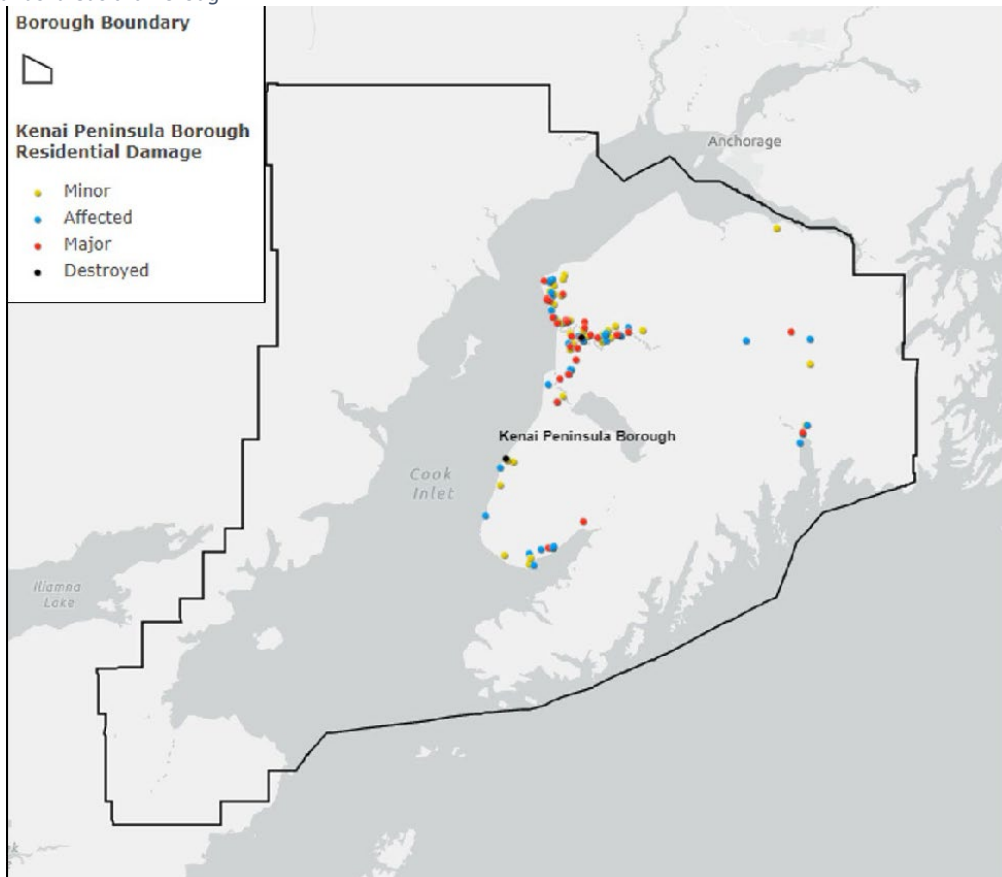 Borough Boundary
Kenai Peninsula Borough
Residential Damage
Minor
Affected
Major
Destroyed
Anchorage
Kenai Peninsula Borough
Cook
Inlet
Iliamna
Lake